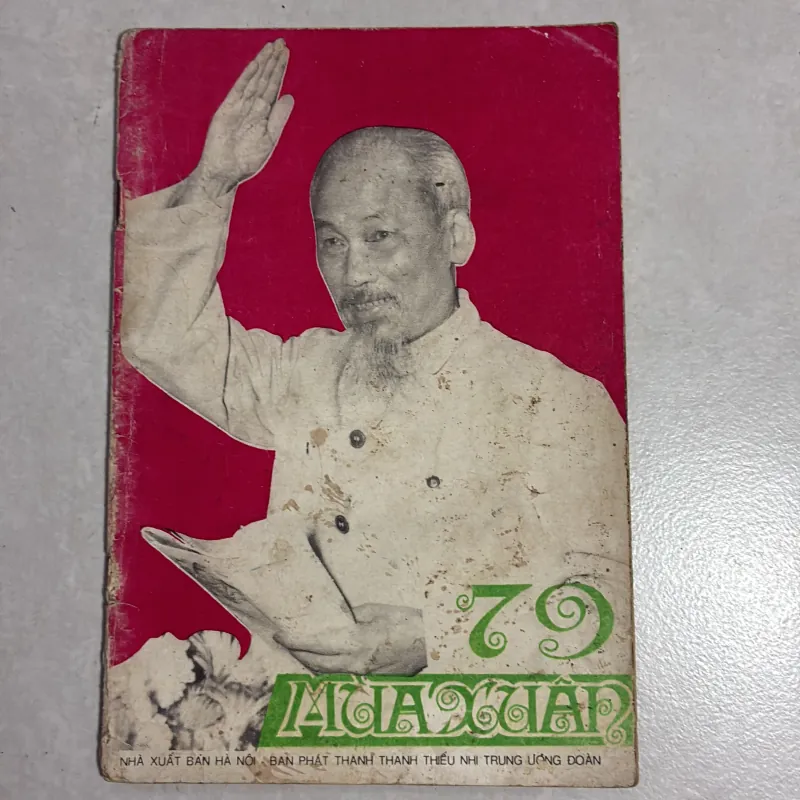 79
MÙA XUÂN
NHÀ XUẤT BẢN HÀ NỘI - BAN PHÁT THANH THANH THIẾU NHI TRUNG ƯƠNG ĐOÀN